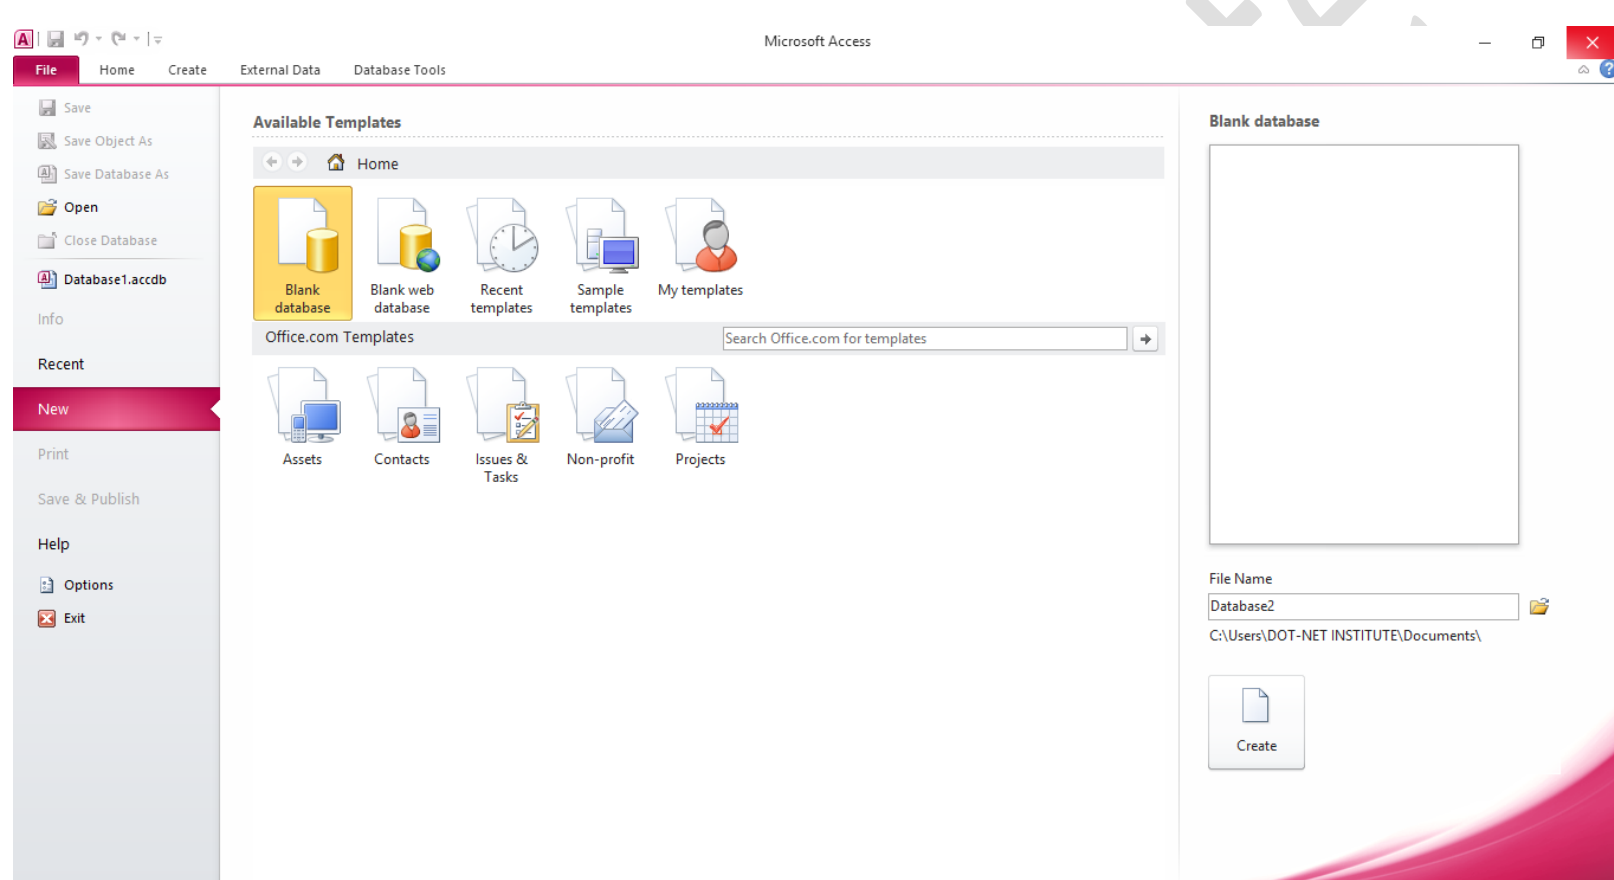 A
Microsoft Access
File Home Create External Data Database Tools
?
Save
Save Object As
Save Database As
Open
Close Database
Database1.accdb
Info
Recent
New
Print
Save & Publish
Help
Options
Exit
Available Templates
Home
Blank database
Blank web database
Recent templates
Sample templates
My templates
Office.com Templates
Search Office.com for templates
Assets
Contacts
Issues & Tasks
Non-profit
Projects
Blank database
File Name
Database2
C:\Users\DOT-NET INSTITUTE\Documents\
Create